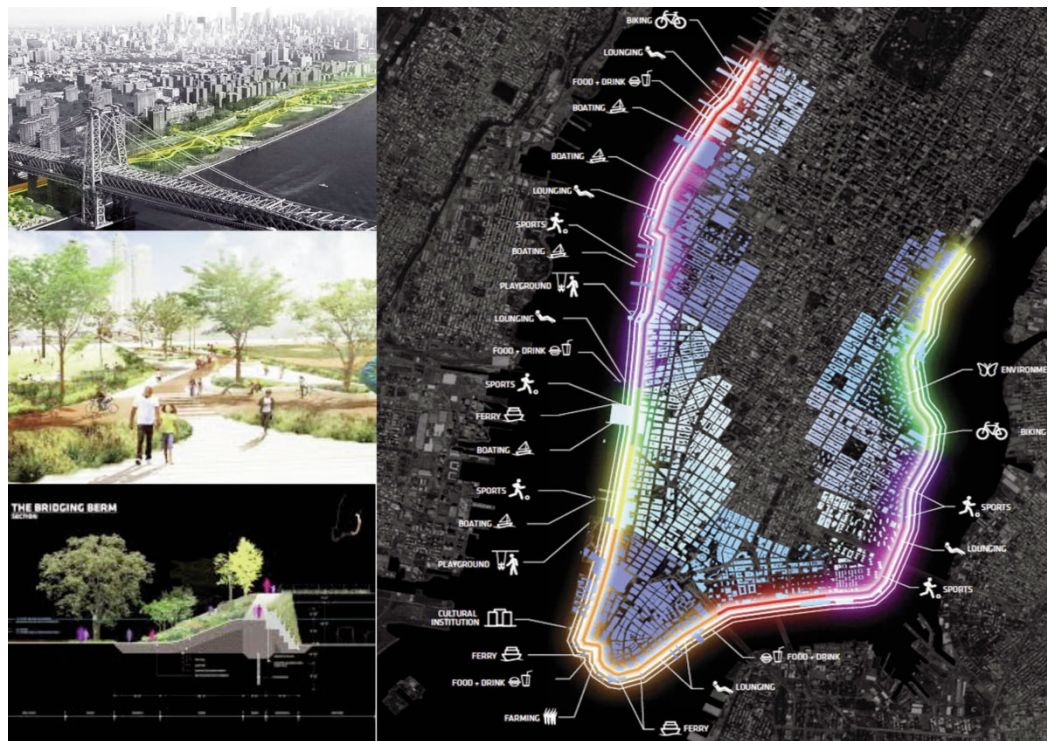 THE BRIDGING BERM
SECTION
BIKING
LOUNGING
FOOD + DRINK
BOATING
BOATING
LOUNGING
SPORTS
BOATING
PLAYGROUND
LOUNGING
FOOD + DRINK
SPORTS
FERRY
BOATING
SPORTS
BOATING
PLAYGROUND
CULTURAL
INSTITUTION
FERRY
FOOD + DRINK
FARMING
ENVIRONME
BIKING
SPORTS
LOUNGING
SPORTS
FOOD + DRINK
LOUNGING
FERRY